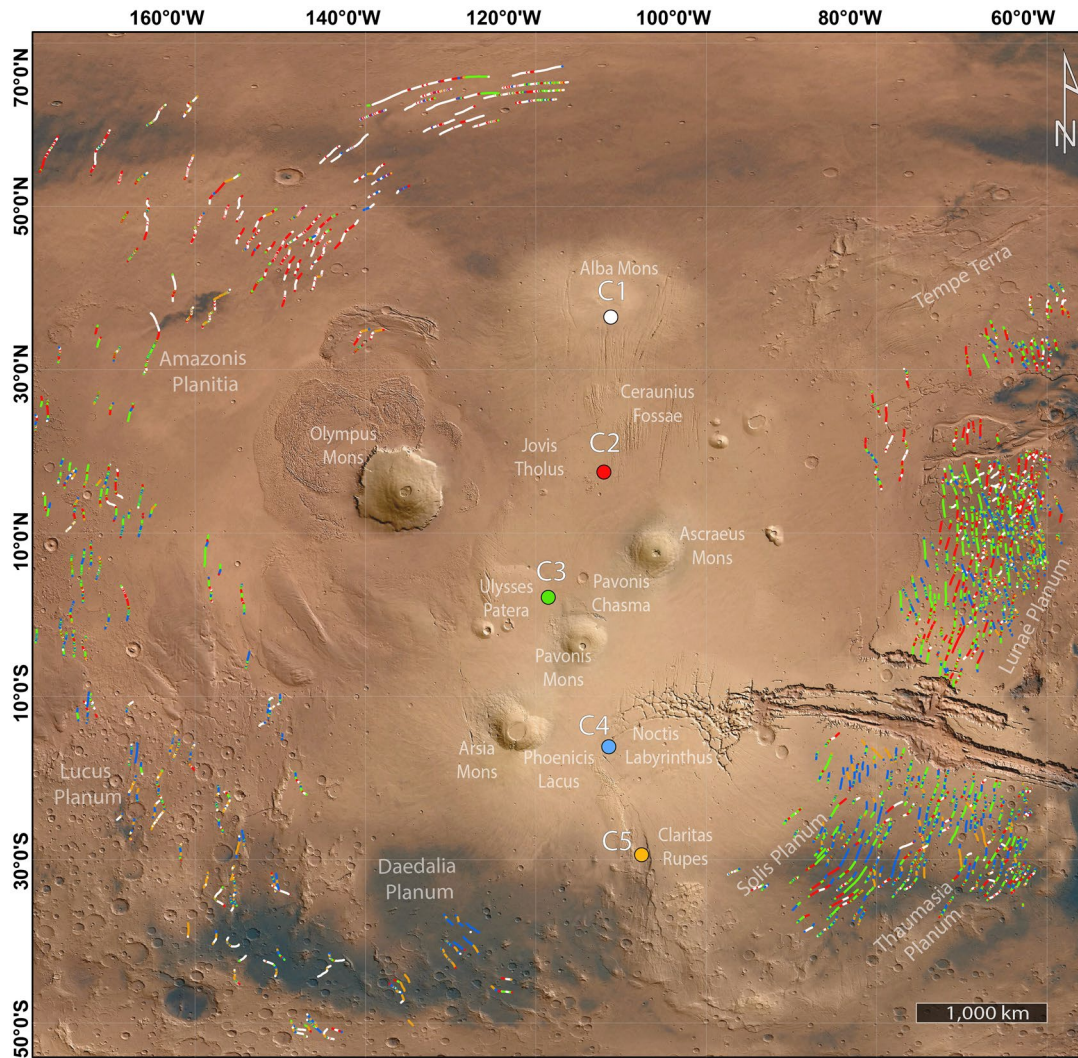 160°0'W 140°0'W 120°0'W 100°0'W 80°0'W 60°0'W
70°0'N
N
50°0'N
Alba Mons
C1
Tempe Terra
30°0'N
Amazonis
Planitia
Ceraunius
Fossae
Olympus
Mons
Jovis
Tholus
C2
10°0'N
Ascraeus
Mons
C3
Ulysses
Patera
Pavonis
Chasma
Lunae Planum
Pavonis
Mons
10°0'S
C4
Noctis
Labyrinthus
Arsia
Mons
Phoenicis
Lacus
Lucus
Planum
C5
Claritas
Rupes
Solis Planum
30°0'S
Daedalia
Planum
Thaumasia
Planum
1,000 km
50°0'S